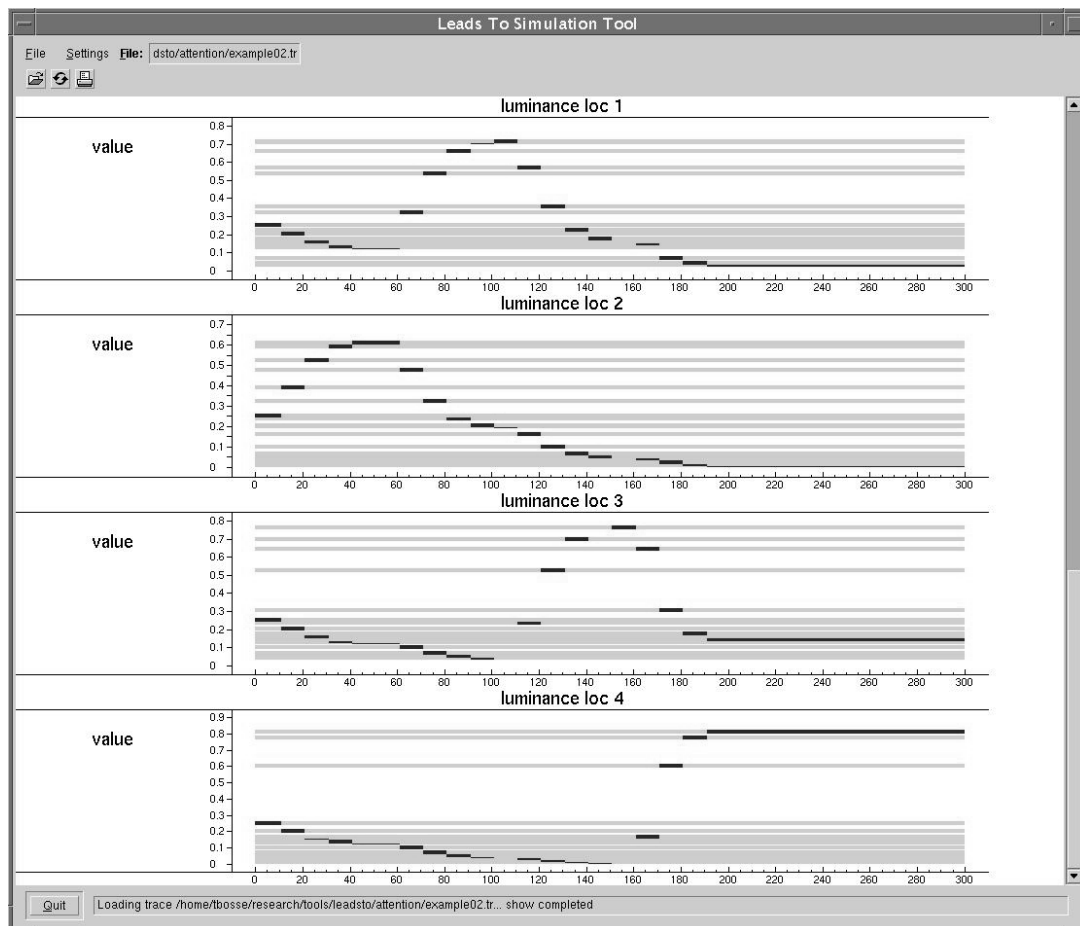 Leads To Simulation Tool
File Settings File: dsto/attention/example02.tr
luminance loc 1
value
0.8
0.7
0.6
0.5
0.4
0.3
0.2
0.1
0
0 20 40 60 80 100 120 140 160 180 200 220 240 260 280 300
luminance loc 2
value
0.7
0.6
0.5
0.4
0.3
0.2
0.1
0
0 20 40 60 80 100 120 140 160 180 200 220 240 260 280 300
luminance loc 3
value
0.8
0.7
0.6
0.5
0.4
0.3
0.2
0.1
0
0 20 40 60 80 100 120 140 160 180 200 220 240 260 280 300
luminance loc 4
value
0.9
0.8
0.7
0.6
0.5
0.4
0.3
0.2
0.1
0
0 20 40 60 80 100 120 140 160 180 200 220 240 260 280 300
Quit Loading trace /home/tbosse/research/tools/leadsto/attention/example02.tr... show completed